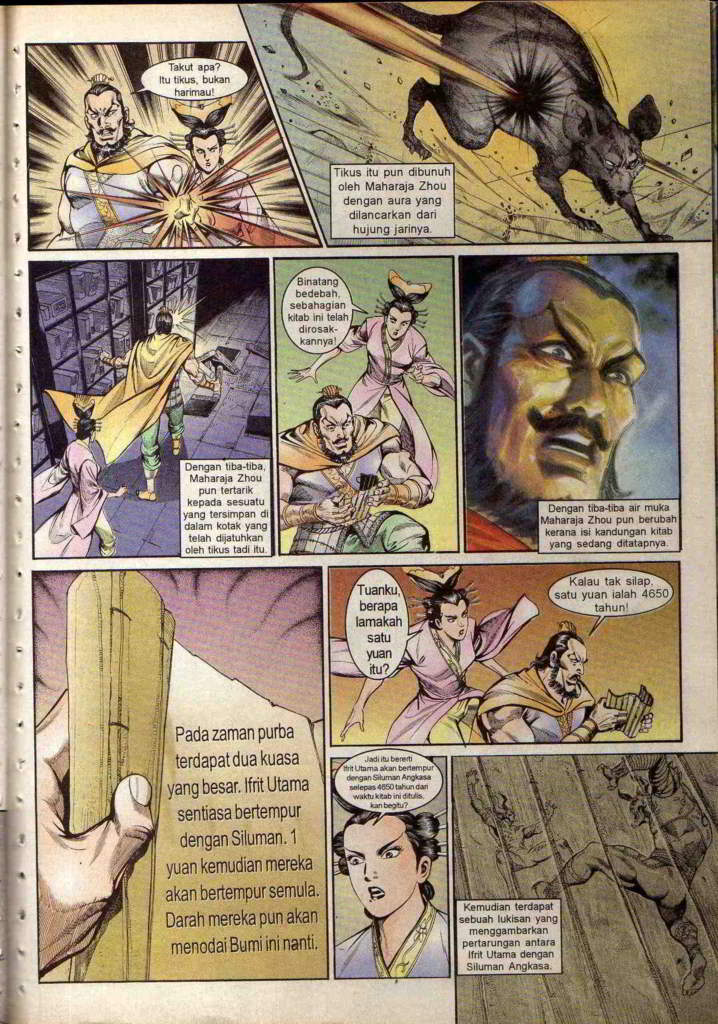 Takut apa?
Itu tikus, bukan
harimau!
Tikus itu pun dibunuh
oleh Maharaja Zhou
dengan aura yang
dilancarkan dari
hujung jarinya.
Dengan tiba-tiba,
Maharaja Zhou
pun tertarik
kepada sesuatu
yang tersimpan di
dalam kotak yang
telah dijatuhkan
oleh tikus tadi itu.
Binatang
bedebah,
sebahagian
kitab ini telah
dirosak-
kannya!
Dengan tiba-tiba air muka
Maharaja Zhou pun berubah
kerana isi kandungan kitab
yang sedang ditatapnya.
Pada zaman purba
terdapat dua kuasa
yang besar. Ifrit Utama
sentiasa bertempur
dengan Siluman. 1
yuan kemudian mereka
akan bertempur semula.
Darah mereka pun akan
menodai Bumi ini nanti.
Tuanku,
berapa
lamakah
satu
yuan
itu?
Kalau tak silap,
satu yuan ialah 4650
tahun!
Jadi itu bererti
Ifrit Utama akan bertempur
dengan Siluman Angkasa
selepas 4650 tahun dari
waktu kitab ini ditulis,
kan begitu?
Kemudian terdapat
sebuah lukisan yang
menggambarkan
pertarungan antara
Ifrit Utama dengan
Siluman Angkasa.